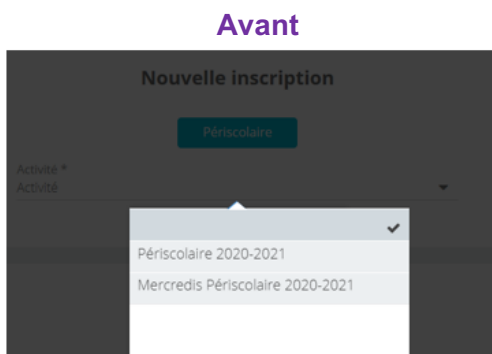 Avant
Nouvelle inscription
Périscolaire
Activité *
Activité
Périscolaire 2020-2021
Mercredis Périscolaire 2020-2021